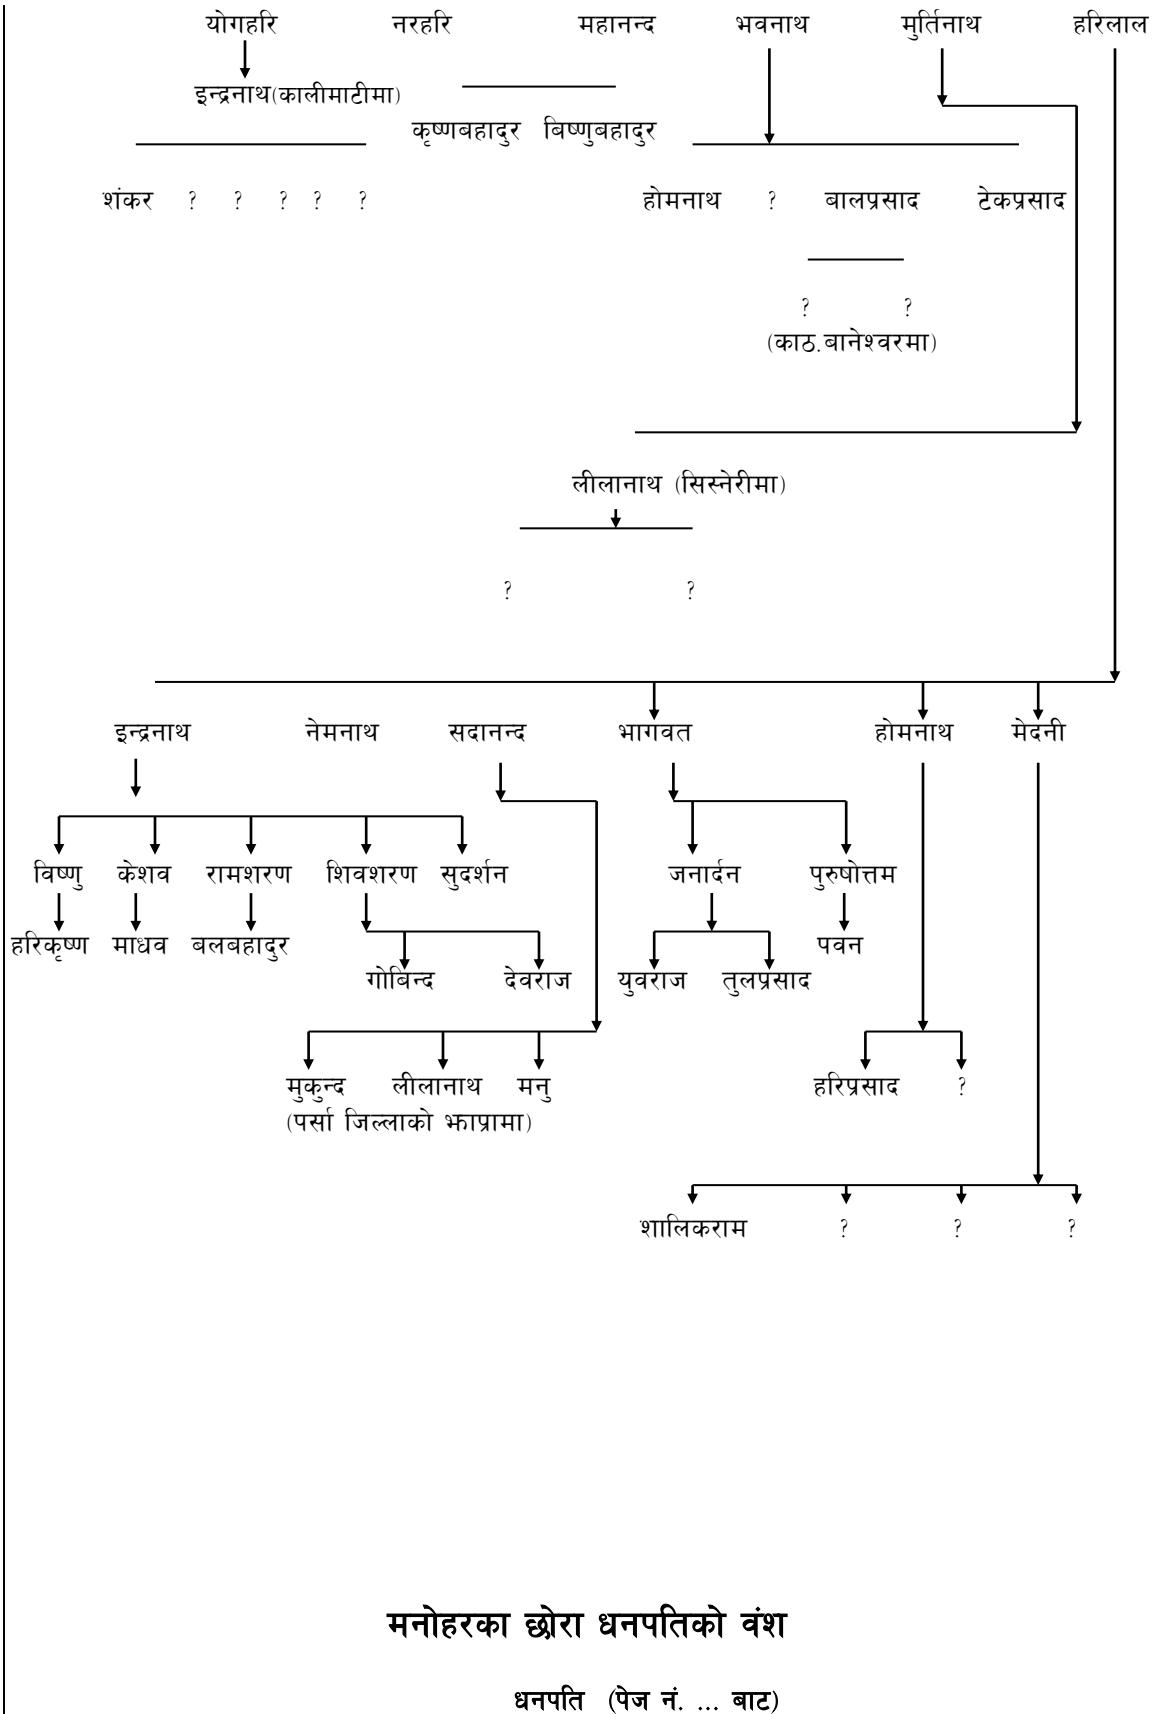 योगहरि नरहरि महानन्द भवनाथ मुर्तिनाथ हरिलाल
इन्द्रनाथ(कालीमाटीमा)
कृष्णबहादुर बिष्णुबहादुर
शंकर ? ? ? ? ? होमनाथ ? बालप्रसाद टेकप्रसाद
? ?
(काठ.बानेश्वरमा)
लीलानाथ (सिस्नेरीमा)
? ?
इन्द्रनाथ नेमनाथ सदानन्द भागवत होमनाथ मेदनी
विष्णु केशव रामशरण शिवशरण सुदर्शन जनार्दन पुरुषोत्तम
हरिकृष्ण माधव बलबहादुर पवन
गोबिन्द देवराज युवराज तुलप्रसाद
मुकुन्द लीलानाथ मनु हरिप्रसाद ?
(पर्सा जिल्लाको झाप्रामा)
शालिकराम ? ? ?
मनोहरका छोरा धनपतिको वंश
धनपति (पेज नं. ... बाट)